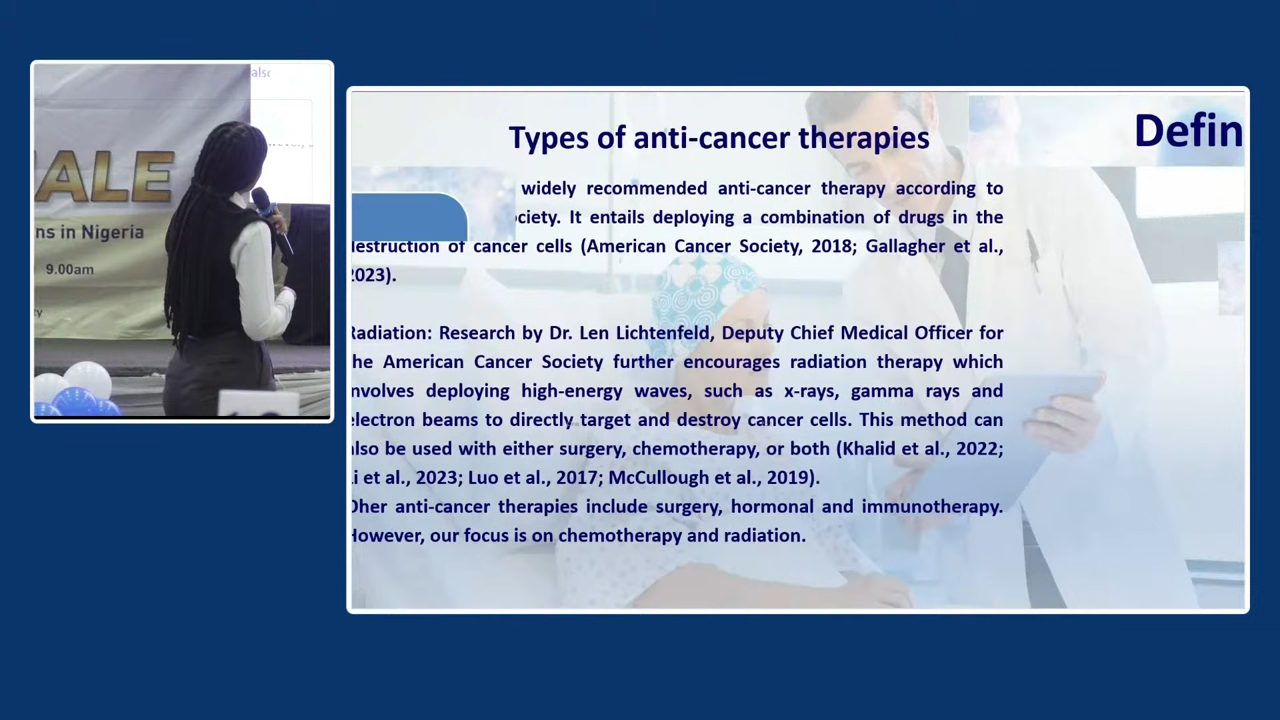 ALE
ns in Nigeria
9.00am
Types of anti-cancer therapies
Defin
widely recommended anti-cancer therapy according to
ciety. It entails deploying a combination of drugs in the
destruction of cancer cells (American Cancer Society, 2018; Gallagher et al.,
2023).
Radiation: Research by Dr. Len Lichtenfeld, Deputy Chief Medical Officer for
the American Cancer Society further encourages radiation therapy which
involves deploying high-energy waves, such as x-rays, gamma rays and
electron beams to directly target and destroy cancer cells. This method can
also be used with either surgery, chemotherapy, or both (Khalid et al., 2022;
Li et al., 2023; Luo et al., 2017; McCullough et al., 2019).
Oher anti-cancer therapies include surgery, hormonal and immunotherapy.
However, our focus is on chemotherapy and radiation.